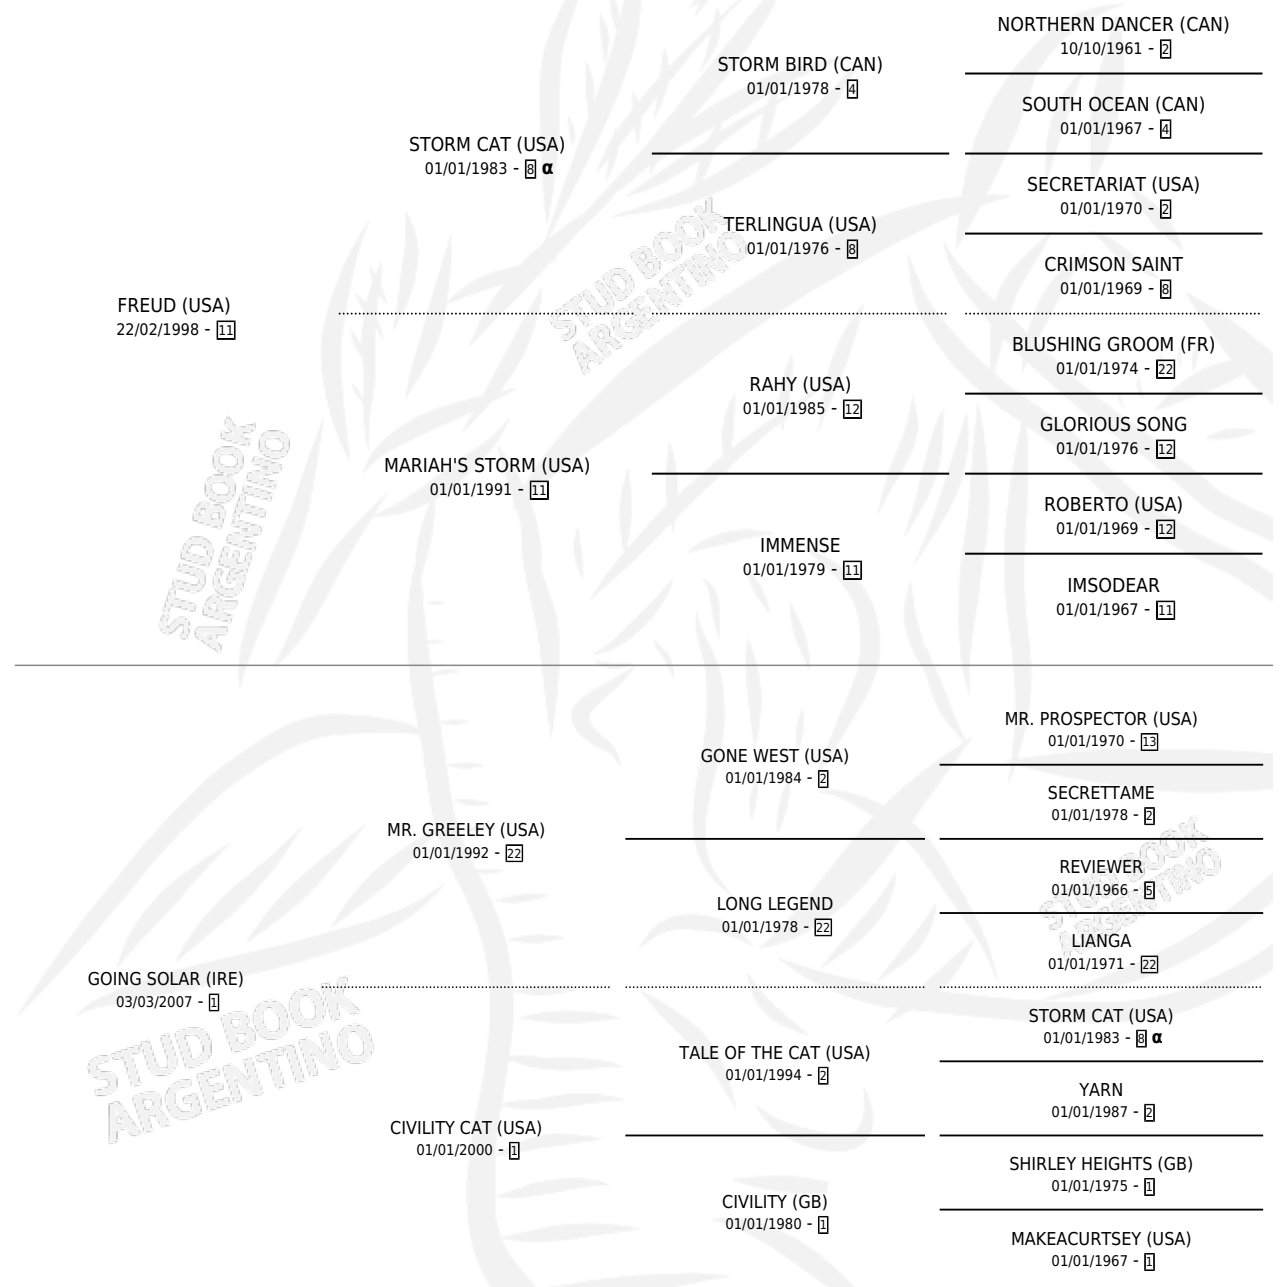 NORTHERN DANCER (CAN)
10/10/1961 - 2
STORM BIRD (CAN)
01/01/1978 - 4
SOUTH OCEAN (CAN)
01/01/1967 - 4
STORM CAT (USA)
01/01/1983 - 8 α
SECRETARIAT (USA)
01/01/1970 - 2
TERLINGUA (USA)
01/01/1976 - 8
CRIMSON SAINT
01/01/1969 - 8
FREUD (USA)
22/02/1998 - 11
BLUSHING GROOM (FR)
01/01/1974 - 22
RAHY (USA)
01/01/1985 - 12
GLORIOUS SONG
01/01/1976 - 12
MARIAH'S STORM (USA)
01/01/1991 - 11
ROBERTO (USA)
01/01/1969 - 12
IMMENSE
01/01/1979 - 11
IMSODEAR
01/01/1967 - 11
MR. PROSPECTOR (USA)
01/01/1970 - 13
GONE WEST (USA)
01/01/1984 - 2
SECRETTAME
01/01/1978 - 2
MR. GREELEY (USA)
01/01/1992 - 22
REVIEWER
01/01/1966 - 5
LONG LEGEND
01/01/1978 - 22
LIANGA
01/01/1971 - 22
GOING SOLAR (IRE)
03/03/2007 - 1
STORM CAT (USA)
01/01/1983 - 8 α
TALE OF THE CAT (USA)
01/01/1994 - 2
YARN
01/01/1987 - 2
CIVILITY CAT (USA)
01/01/2000 - 1
SHIRLEY HEIGHTS (GB)
01/01/1975 - 1
CIVILITY (GB)
01/01/1980 - 1
MAKEACURTSEY (USA)
01/01/1967 - 1
STUD BOOK
ARGENTINO
STUD BOOK
ARGENTINO
STUD BOOK
ARGENTINO
STUD BOOK
ARGENTINO